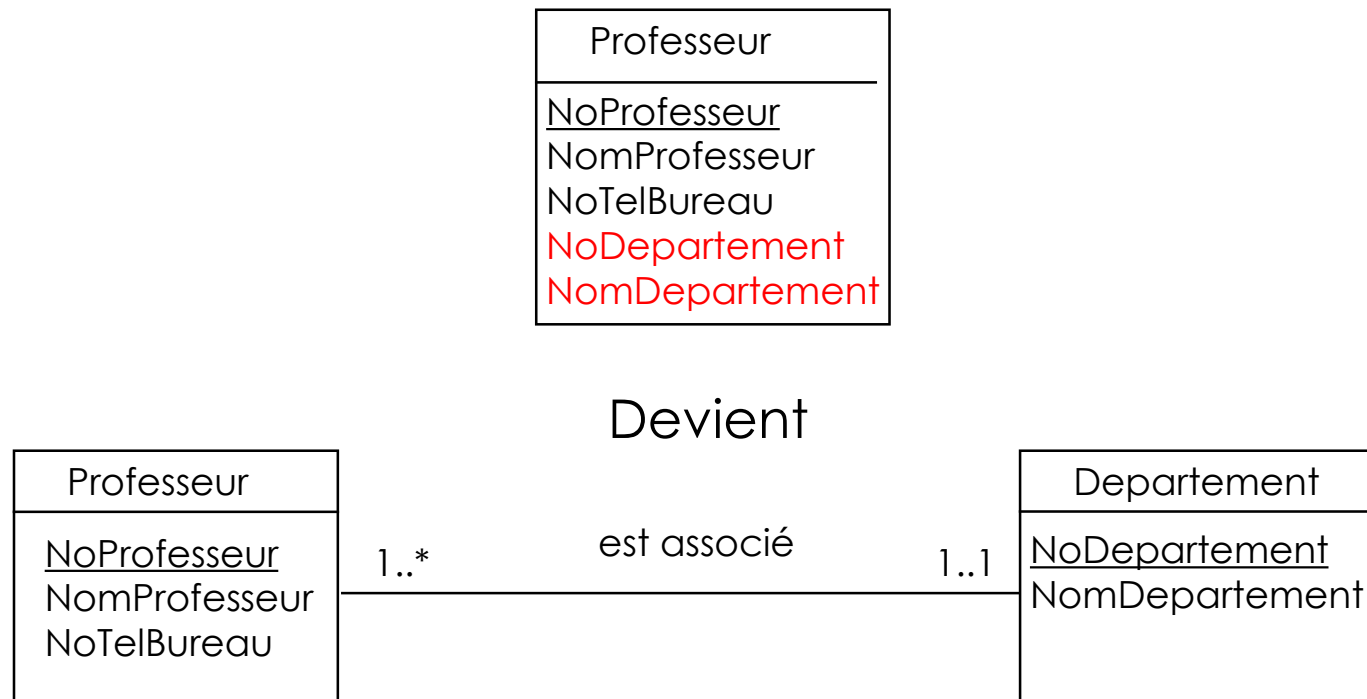 Professeur
NoProfesseur
NomProfesseur
NoTelBureau
NoDepartement
NomDepartement
Devient
Professeur
NoProfesseur
NomProfesseur
NoTelBureau
1..*
est associé
1..1
Departement
NoDepartement
NomDepartement